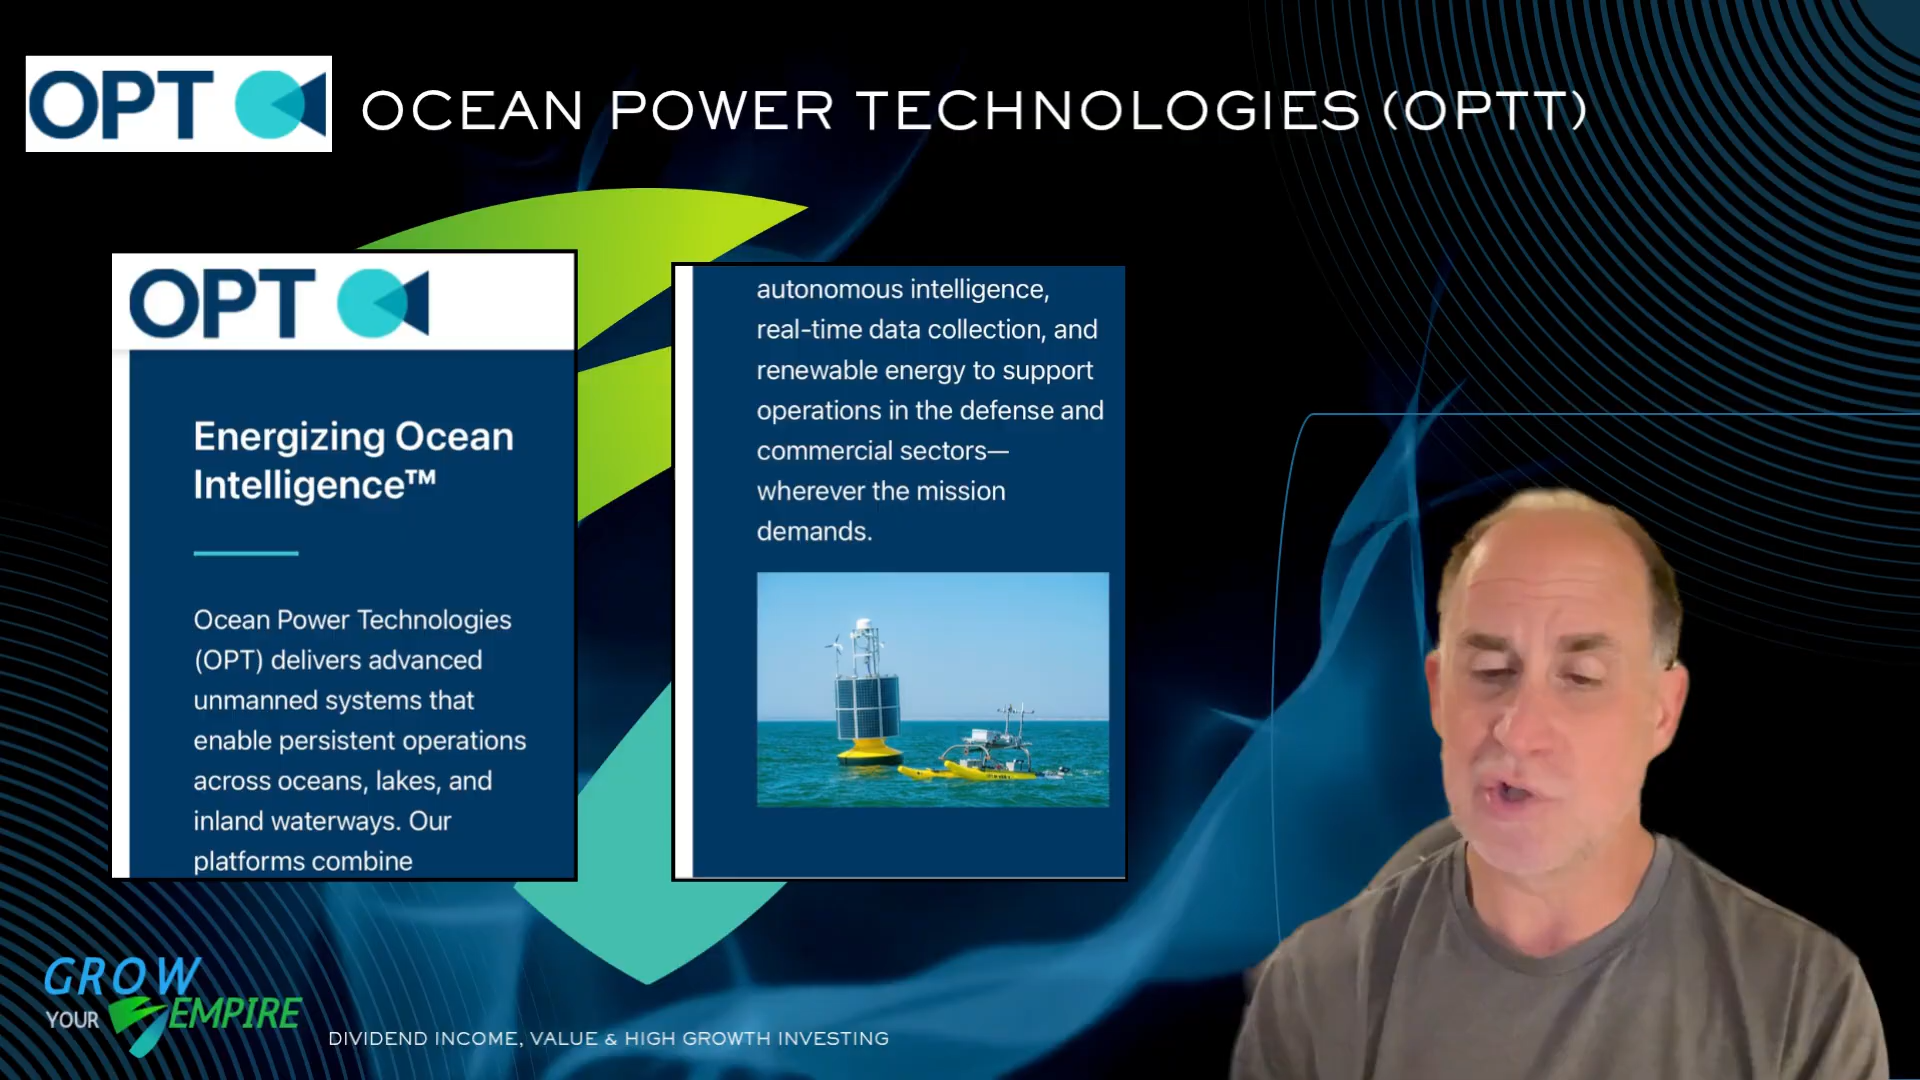 OPT
OCEAN POWER TECHNOLOGIES (OPTT)
OPT
Energizing Ocean
Intelligence™
Ocean Power Technologies
(OPT) delivers advanced
unmanned systems that
enable persistent operations
across oceans, lakes, and
inland waterways. Our
platforms combine
autonomous intelligence,
real-time data collection, and
renewable energy to support
operations in the defense and
commercial sectors—
wherever the mission
demands.
GROW
YOUR EMPIRE
DIVIDEND INCOME, VALUE & HIGH GROWTH INVESTING